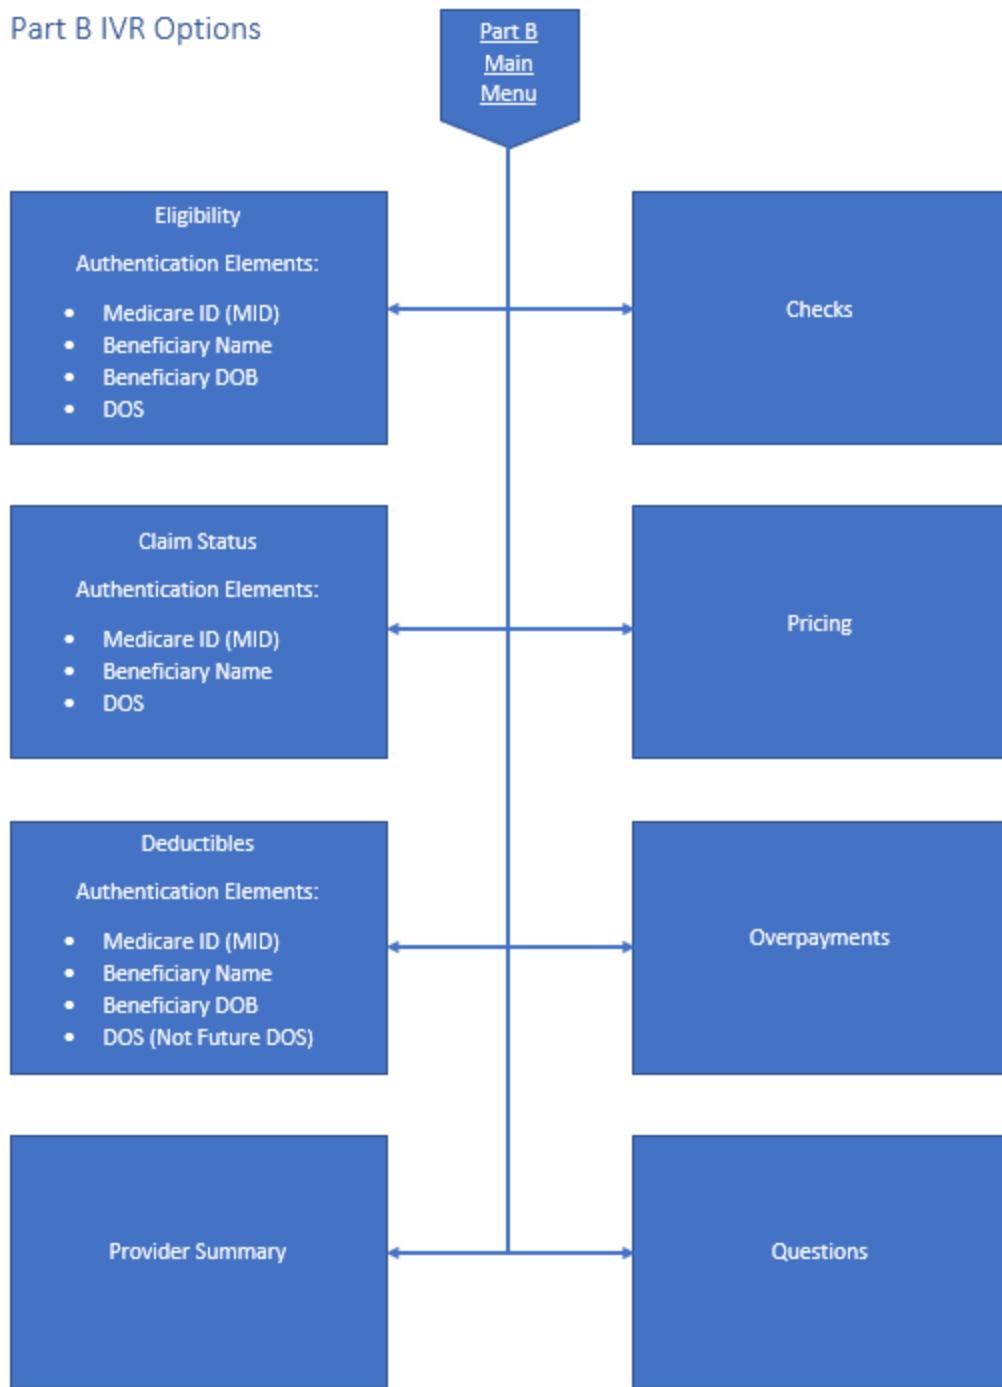 Part B IVR Options
Part B
Main
Menu
Eligibility
Authentication Elements:
• Medicare ID (MID)
• Beneficiary Name
• Beneficiary DOB
• DOS
Checks
Claim Status
Authentication Elements:
• Medicare ID (MID)
• Beneficiary Name
• DOS
Pricing
Deductibles
Authentication Elements:
• Medicare ID (MID)
• Beneficiary Name
• Beneficiary DOB
• DOS (Not Future DOS)
Overpayments
Provider Summary
Questions